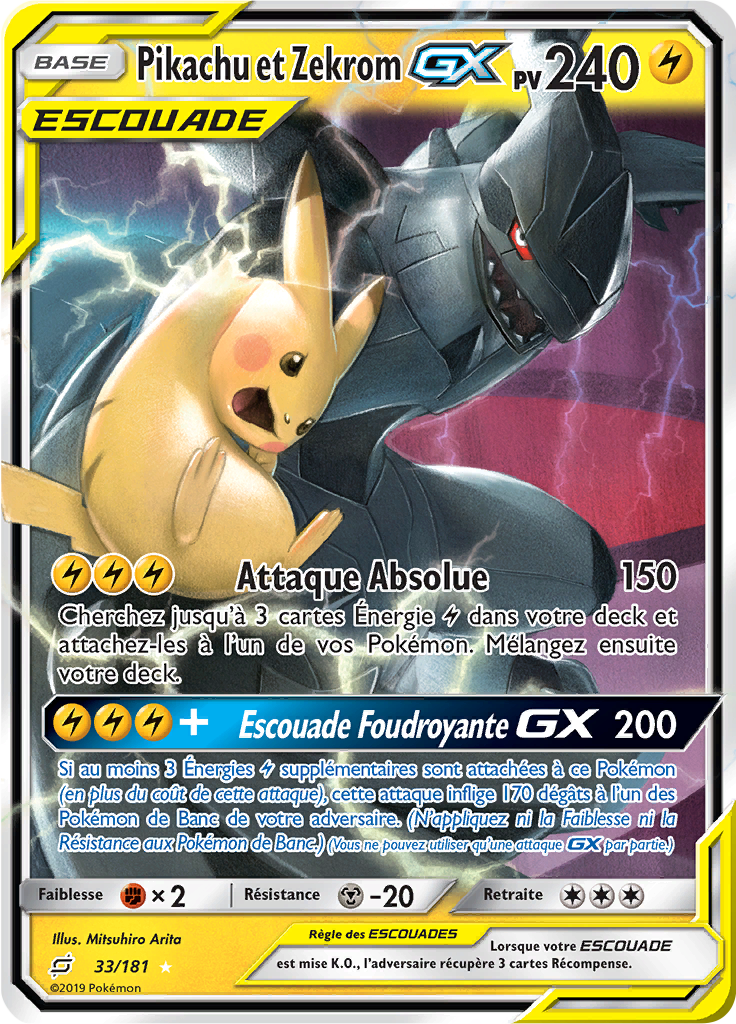 BASE Pikachu et Zekrom GX PV 240
ESCOUADE
Attaque Absolue 150
Cherchez jusqu'à 3 cartes Énergie dans votre deck et
attachez-les à l'un de vos Pokémon. Mélangez ensuite
votre deck.
+ Escouade Foudroyante GX 200
Si au moins 3 Énergies supplémentaires sont attachées à ce Pokémon
(en plus du coût de cette attaque), cette attaque inflige 170 dégâts à l'un des
Pokémon de Banc de votre adversaire. (N'appliquez ni la Faiblesse ni la
Résistance aux Pokémon de Banc.) (Vous ne pouvez utiliser qu'une attaque GX par partie.)
Faiblesse ×2 Résistance -20 Retraite
Illus. Mitsuhiro Arita
33/181
©2019 Pokémon
Règle des ESCOUADES
Lorsque votre ESCOUADE
est mise K.O., l'adversaire récupère 3 cartes Récompense.